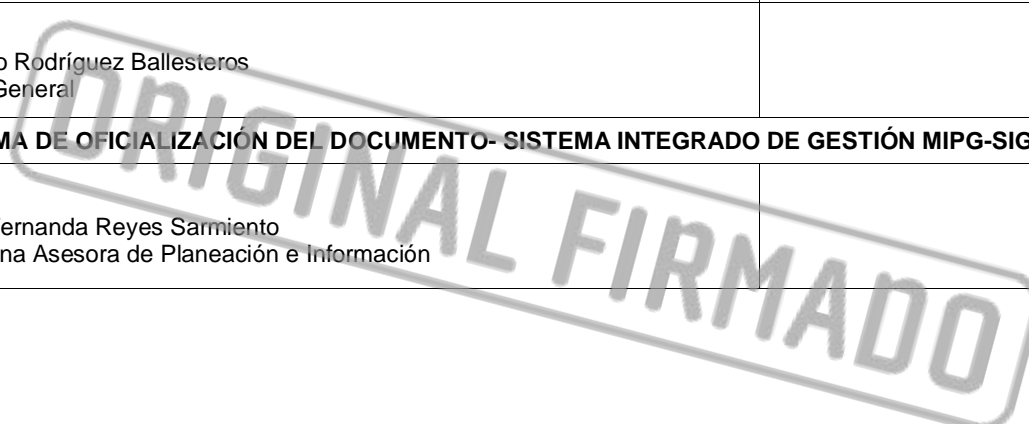 o Rodríguez Ballesteros
General
MA DE OFICIALIZACIÓN DEL DOCUMENTO- SISTEMA INTEGRADO DE GESTIÓN MIPG-SIG
ernanda Reyes Sarmiento
na Asesora de Planeación e Información
ORIGINAL FIRMADO